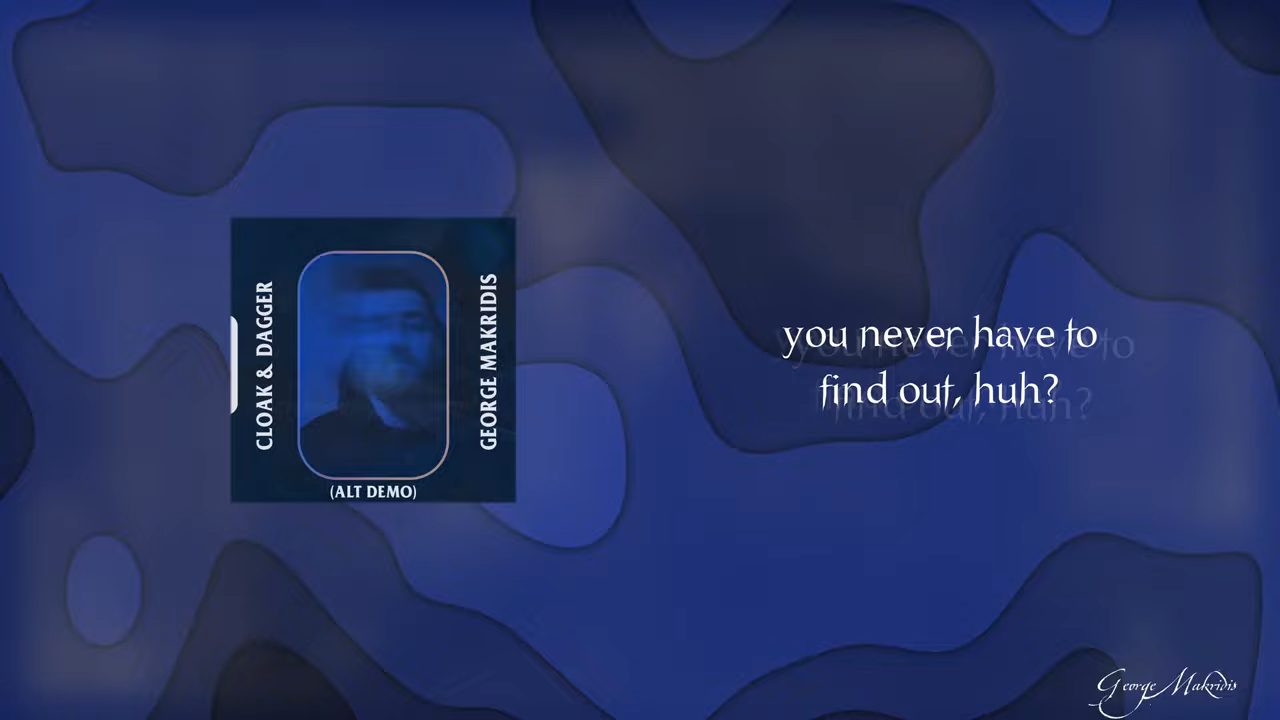 CLOAK & DAGGER
GEORGE MAKRIDIS
(ALT DEMO)
you never have to
find out, huh?
George Makridis